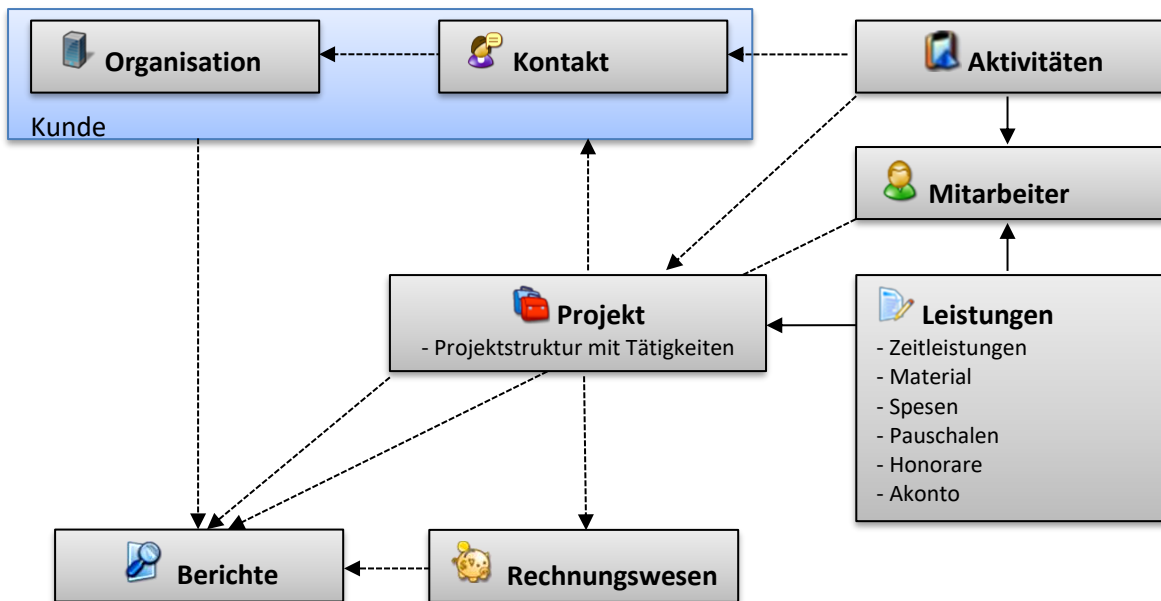 Organisation
Kontakt
Aktivitäten
Kunde
Mitarbeiter
Projekt
- Projektstruktur mit Tätigkeiten
Leistungen
- Zeitleistungen
- Material
- Spesen
- Pauschalen
- Honorare
- Akonto
Berichte
Rechnungswesen